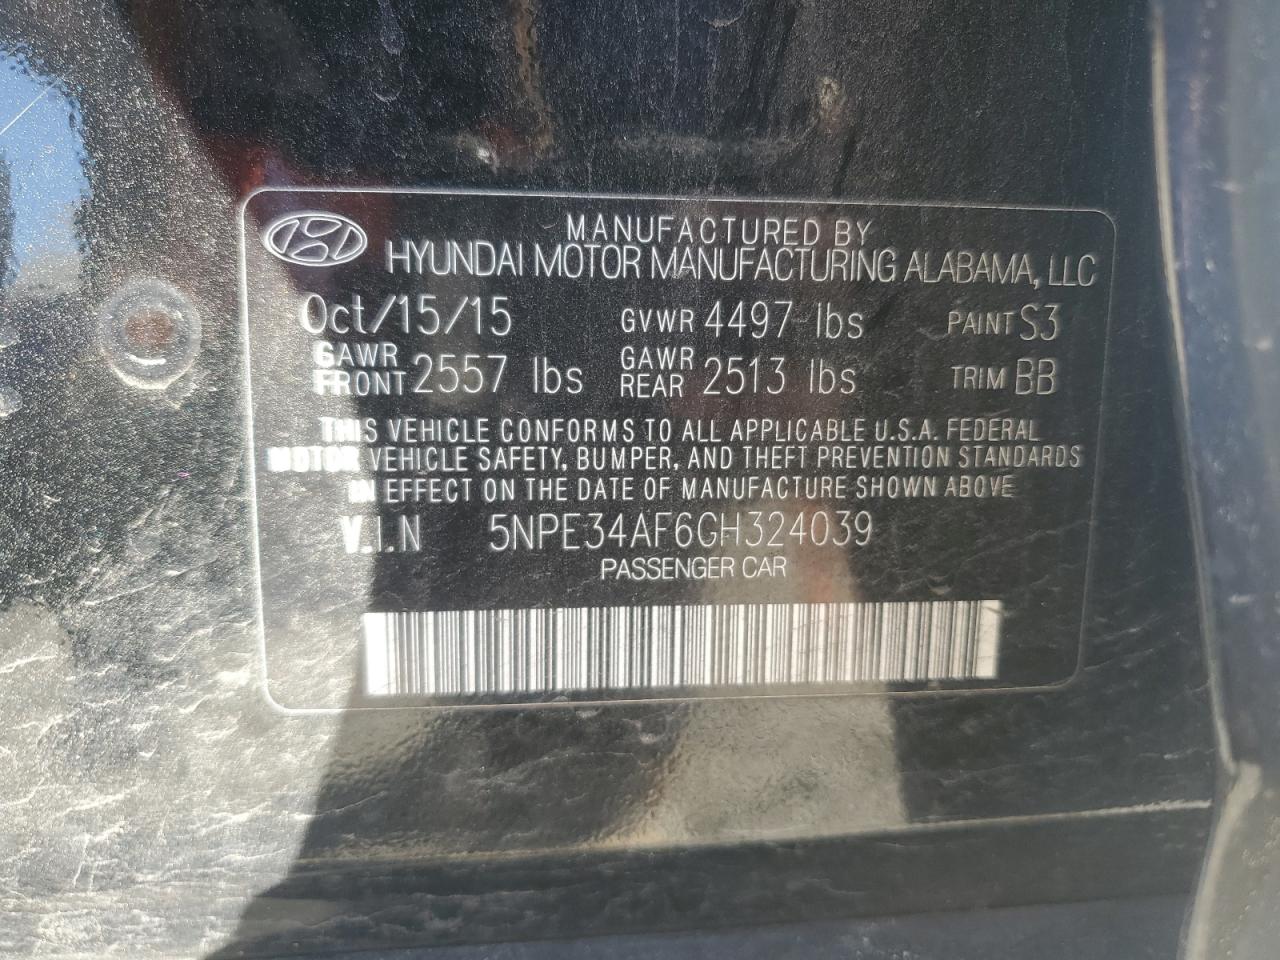 MANUFACTURED BY
HYUNDAI MOTOR MANUFACTURING ALABAMA, LLC
Oct/15/15 GVWR 4497 lbs PAINT S3
GAWR FRONT 2557 lbs GAWR REAR 2513 lbs TRIM BB
THIS VEHICLE CONFORMS TO ALL APPLICABLE U.S.A. FEDERAL
MOTOR VEHICLE SAFETY, BUMPER, AND THEFT PREVENTION STANDARDS
IN EFFECT ON THE DATE OF MANUFACTURE SHOWN ABOVE
V.I.N 5NPE34AF6GH324039
PASSENGER CAR